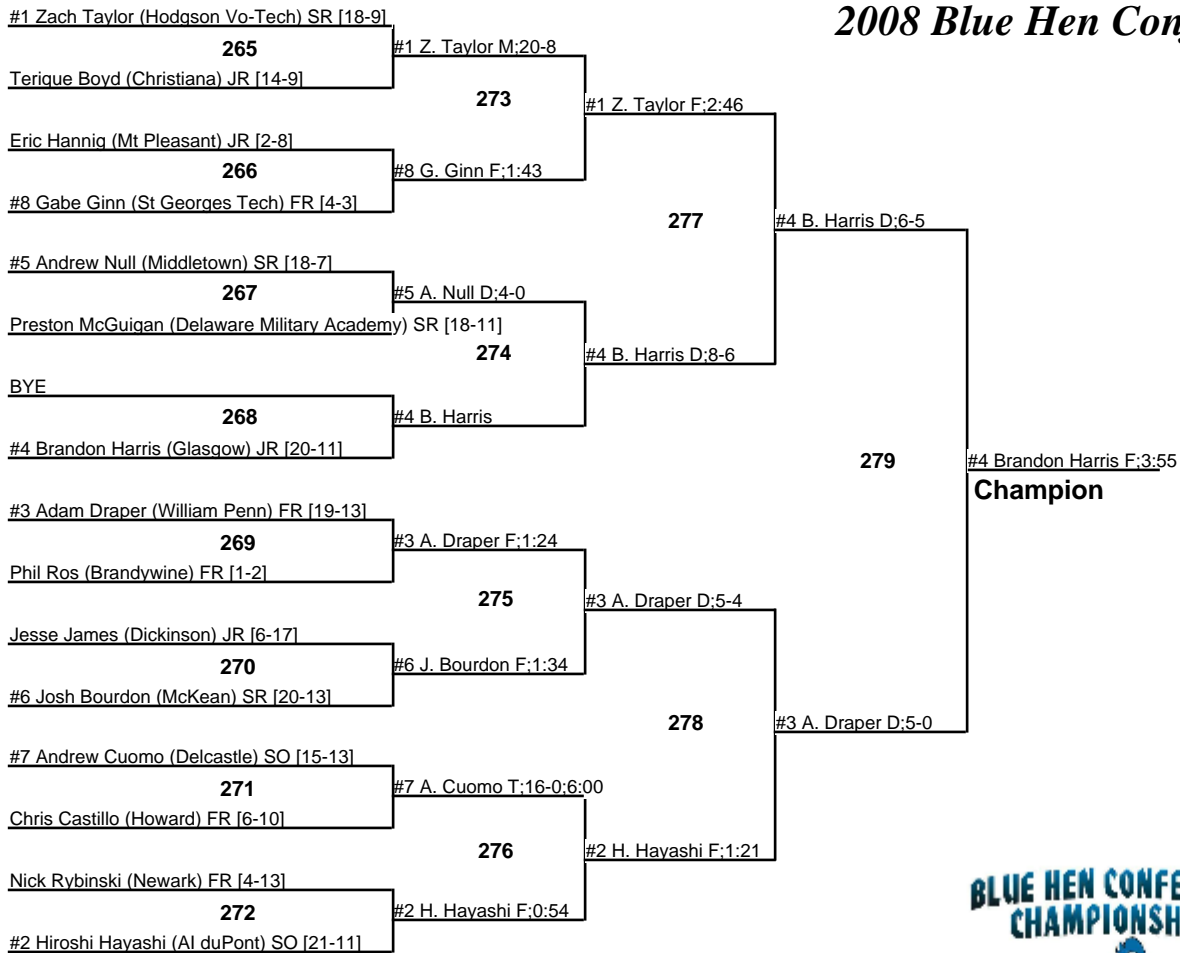 2008 Blue Hen
#1 Zach Taylor (Hodgson Vo-Tech) SR [18-9]
265
Terique Boyd (Christiana) JR [14-9]
#1 Z. Taylor M;20-8
273
Eric Hannig (Mt Pleasant) JR [2-8]
266
#8 Gabe Ginn (St Georges Tech) FR [4-3]
#8 G. Ginn F;1:43
#1 Z. Taylor F;2:46
277
#5 Andrew Null (Middletown) SR [18-7]
267
Preston McGuigan (Delaware Military Academy) SR [18-11]
#5 A. Null D;4-0
274
BYE
268
#4 Brandon Harris (Glasgow) JR [20-11]
#4 B. Harris
#4 B. Harris D;8-6
#4 B. Harris D;6-5
279
#3 Adam Draper (William Penn) FR [19-13]
269
Phil Ros (Brandywine) FR [1-2]
#3 A. Draper F;1:24
275
Jesse James (Dickinson) JR [6-17]
270
#6 Josh Bourdon (McKean) SR [20-13]
#6 J. Bourdon F;1:34
#3 A. Draper D;5-4
278
#7 Andrew Cuomo (Delcastle) SO [15-13]
271
Chris Castillo (Howard) FR [6-10]
#7 A. Cuomo T;16-0;6:00
276
Nick Rybinski (Newark) FR [4-13]
272
#2 Hiroshi Hayashi (AI duPont) SO [21-11]
#2 H. Hayashi F;0:54
#2 H. Hayashi F;1:21
#3 A. Draper D;5-0
#4 Brandon Harris F;3:55
Champion
BLUE HEN CONFE
CHAMPIONSH